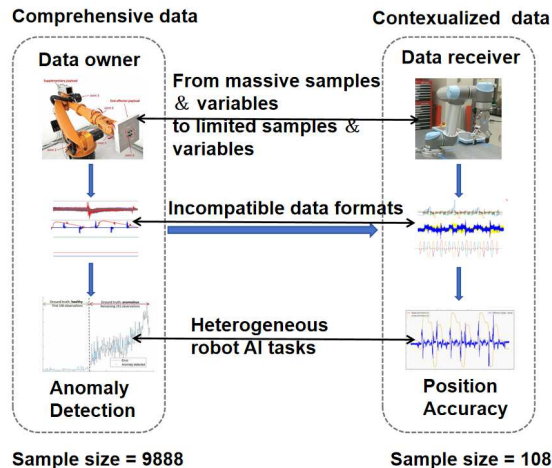 Comprehensive data
Contexualized data
Data owner
Data receiver
From massive samples
& variables
to limited samples &
variables
Incompatible data formats
Heterogeneous
robot AI tasks
Anomaly
Detection
Position
Accuracy
Sample size = 9888
Sample size = 108